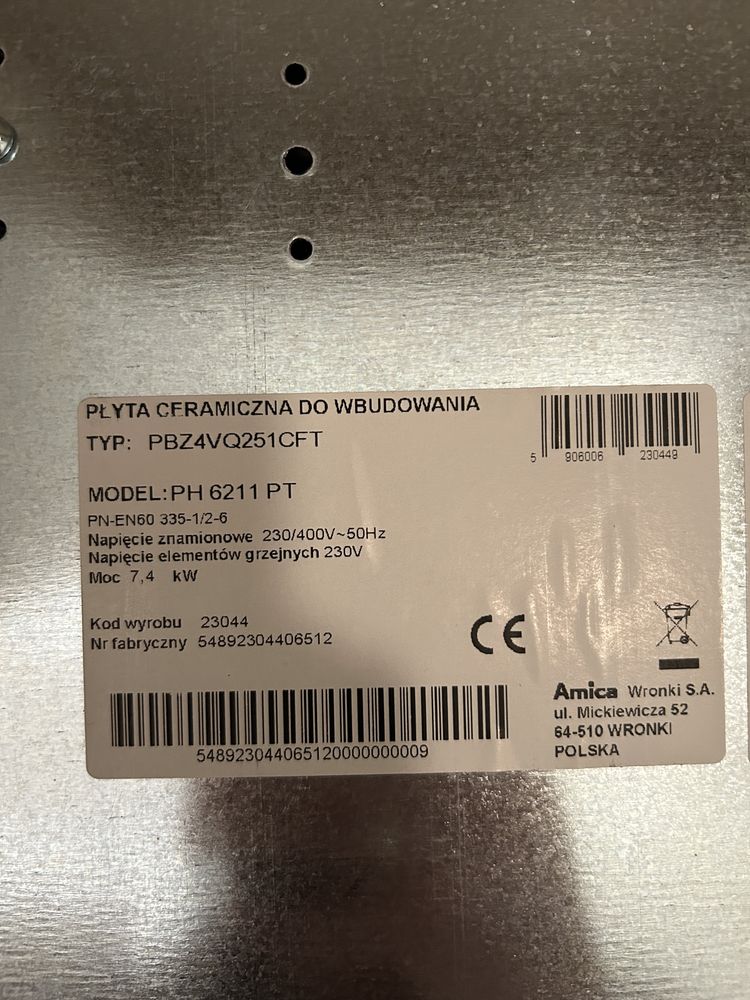 PŁYTA CERAMICZNA DO WBUDOWANIA
TYP: PBZ4VQ251CFT
5 906006 230449
MODEL: PH 6211 PT
PN-EN60 335-1/2-6
Napięcie znamionowe 230/400V~50Hz
Napięcie elementów grzejnych 230V
Moc 7,4 kW
Kod wyrobu 23044
Nr fabryczny 54892304406512
CE
548923044065120000000009
Amica Wronki S.A.
ul. Mickiewicza 52
64-510 WRONKI
POLSKA